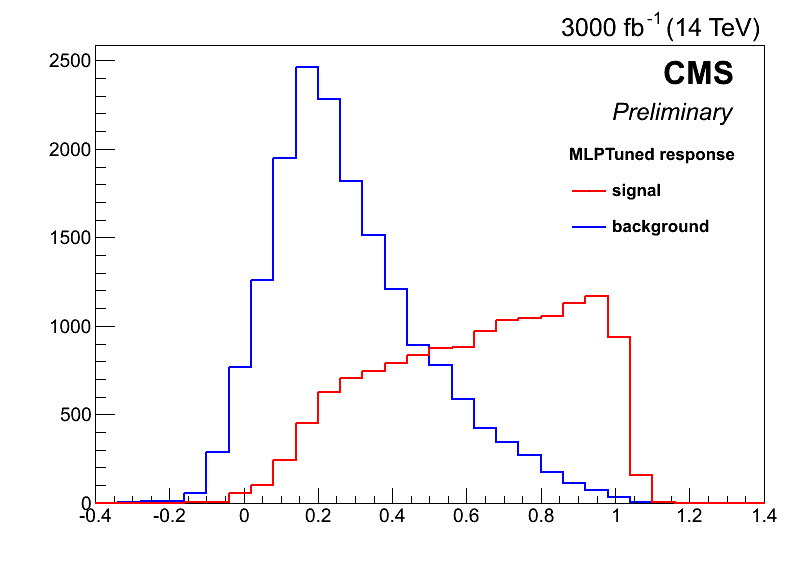 3000 fb-1 (14 TeV)
CMS
Preliminary
MLPTuned response
signal
background
2500
2000
1500
1000
500
0
-0.4 -0.2 0 0.2 0.4 0.6 0.8 1 1.2 1.4